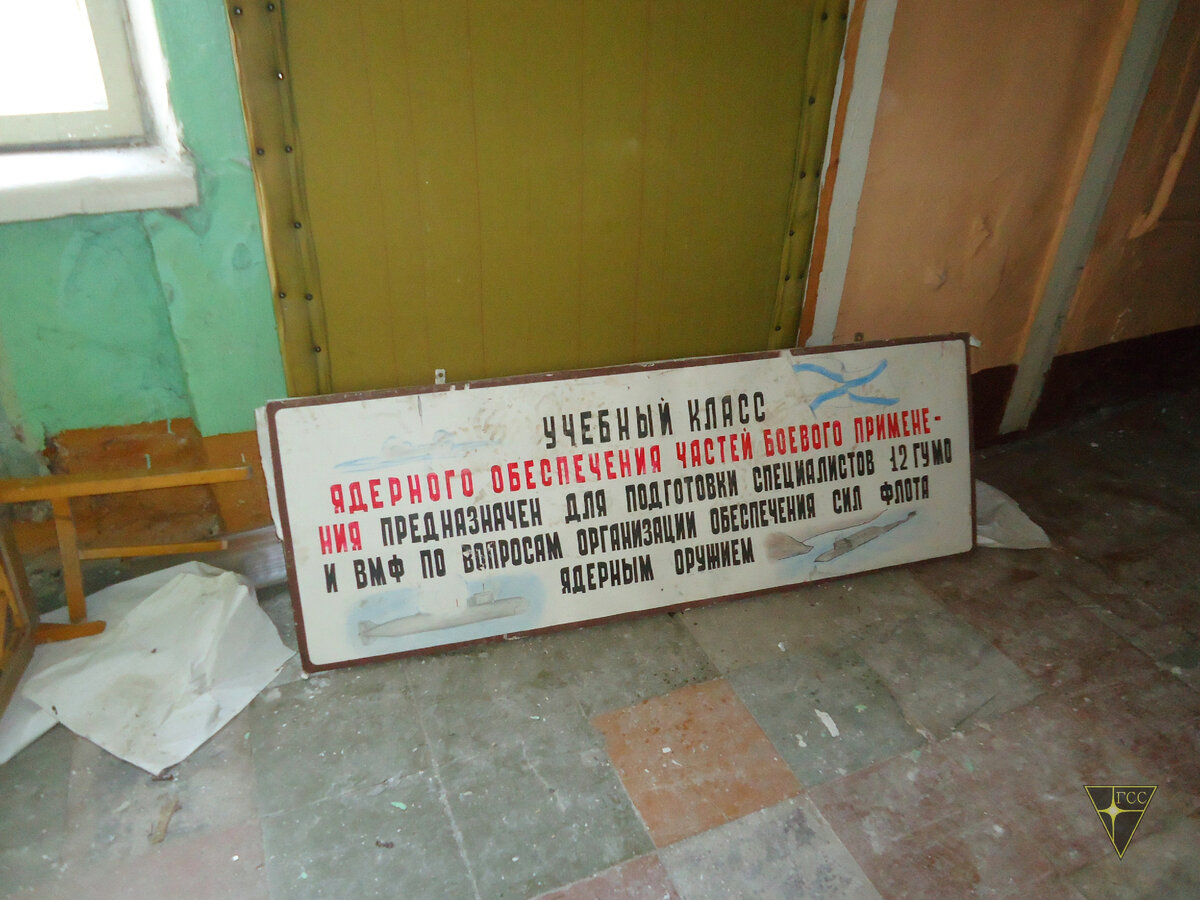 УЧЕБНЫЙ КЛАСС
ЯДЕРНОГО ОБЕСПЕЧЕНИЯ ЧАСТЕЙ БОЕВОГО ПРИМЕНЕ-
НИЯ ПРЕДНАЗНАЧЕН ДЛЯ ПОДГОТОВКИ СПЕЦИАЛИСТОВ 12 ГУМО
И ВМФ ПО ВОПРОСАМ ОРГАНИЗАЦИИ ОБЕСПЕЧЕНИЯ СИЛ ФЛОТА
ЯДЕРНЫМ ОРУЖИЕМ
ГСС